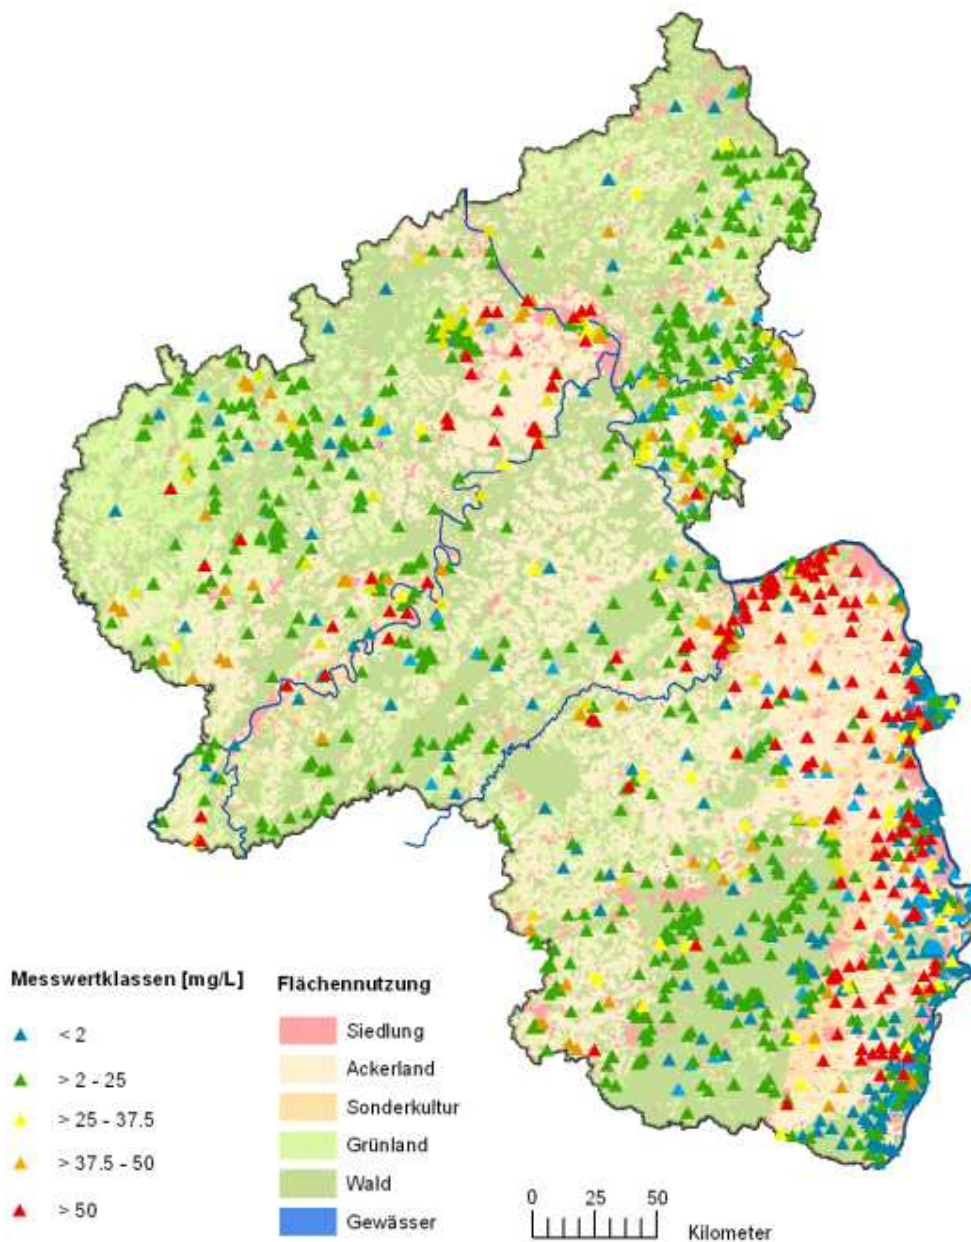 Messwertklassen [mg/L]
< 2
> 2 - 25
> 25 - 37.5
> 37.5 - 50
> 50
Flächennutzung
Siedlung
Ackerland
Sonderkultur
Grünland
Wald
Gewässer
0 25 50
Kilometer